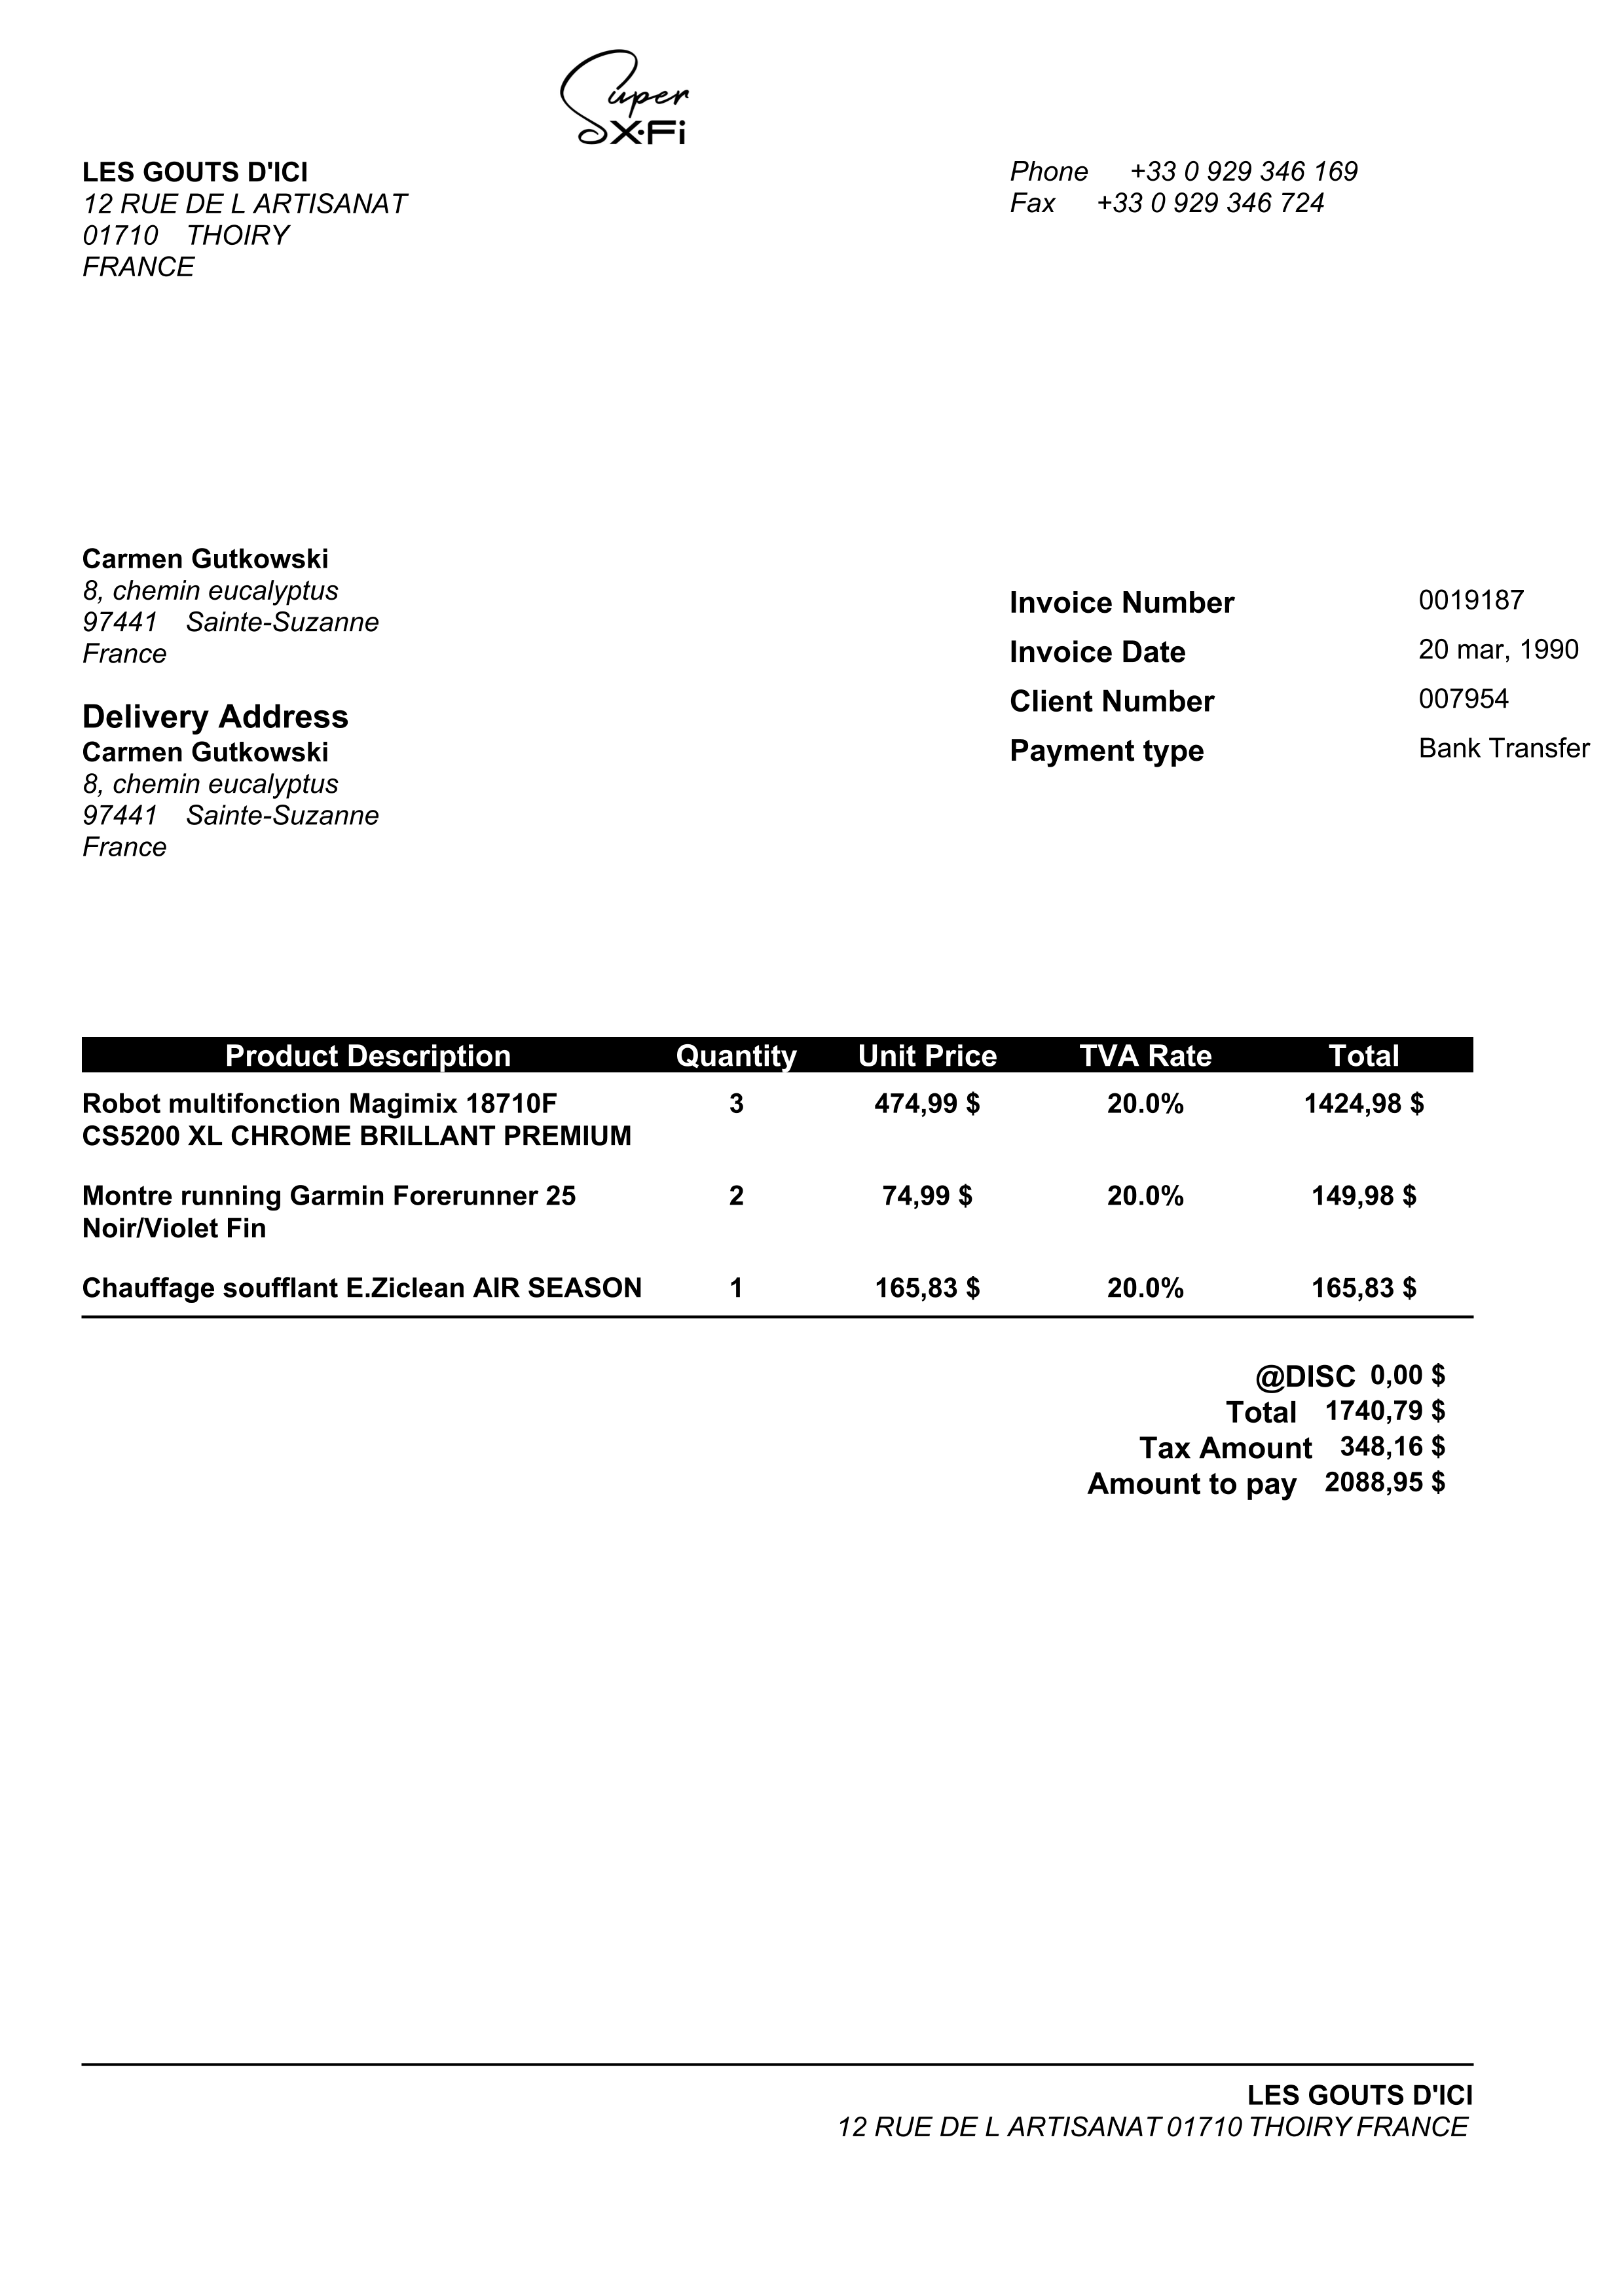 Super
X-Fi
LES GOUTS D'ICI
12 RUE DE L ARTISANAT
01710 THOIRY
FRANCE
Phone +33 0 929 346 169
Fax +33 0 929 346 724
Carmen Gutkowski
8, chemin eucalyptus
97441 Sainte-Suzanne
France
Delivery Address
Carmen Gutkowski
8, chemin eucalyptus
97441 Sainte-Suzanne
France
Invoice Number 0019187
Invoice Date 20 mar, 1990
Client Number 007954
Payment type Bank Transfer
Product Description Quantity Unit Price TVA Rate Total
Robot multifonction Magimix 18710F 3 474,99 $ 20.0% 1424,98 $
CS5200 XL CHROME BRILLANT PREMIUM
Montre running Garmin Forerunner 25 2 74,99 $ 20.0% 149,98 $
Noir/Violet Fin
Chauffage soufflant E.Ziclean AIR SEASON 1 165,83 $ 20.0% 165,83 $
@DISC 0,00 $
Total 1740,79 $
Tax Amount 348,16 $
Amount to pay 2088,95 $
LES GOUTS D'ICI
12 RUE DE L ARTISANAT 01710 THOIRY FRANCE